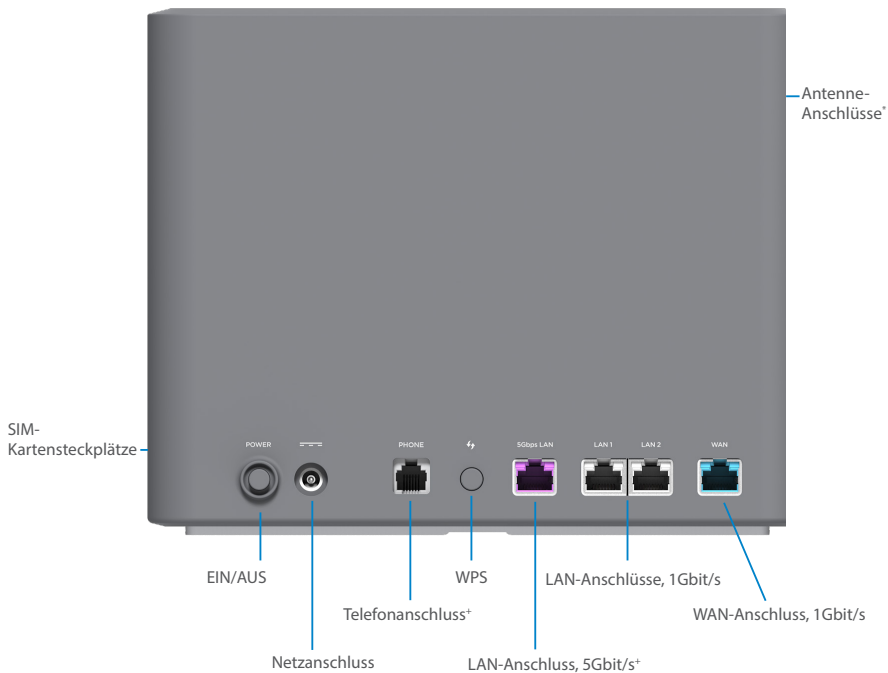 Antenne-
Anschlüsse*
SIM-
Kartensteckplätze
POWER
PHONE
5Gbps LAN
LAN 1
LAN 2
WAN
EIN/AUS
WPS
LAN-Anschlüsse, 1Gbit/s
Telefonanschluss+
WAN-Anschluss, 1Gbit/s
Netzanschluss
LAN-Anschluss, 5Gbit/s+